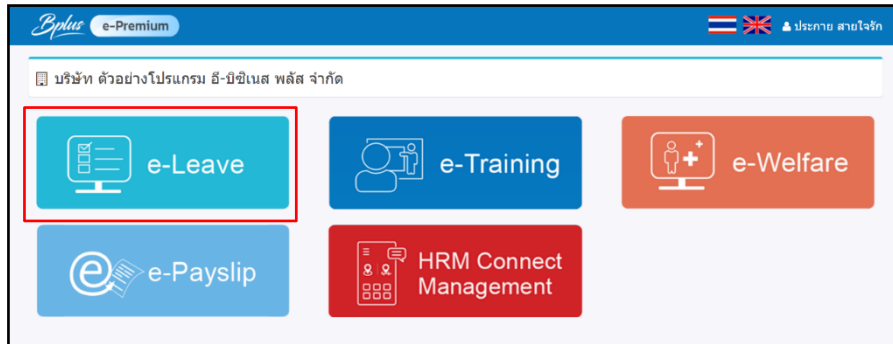 Bplus e-Premium ประกาย สายใจรัก
บริษัท ตัวอย่างโปรแกรม อี-บิซิเนส พลัส จำกัด
e-Leave
e-Training
e-Welfare
e-Payslip
HRM Connect
Management